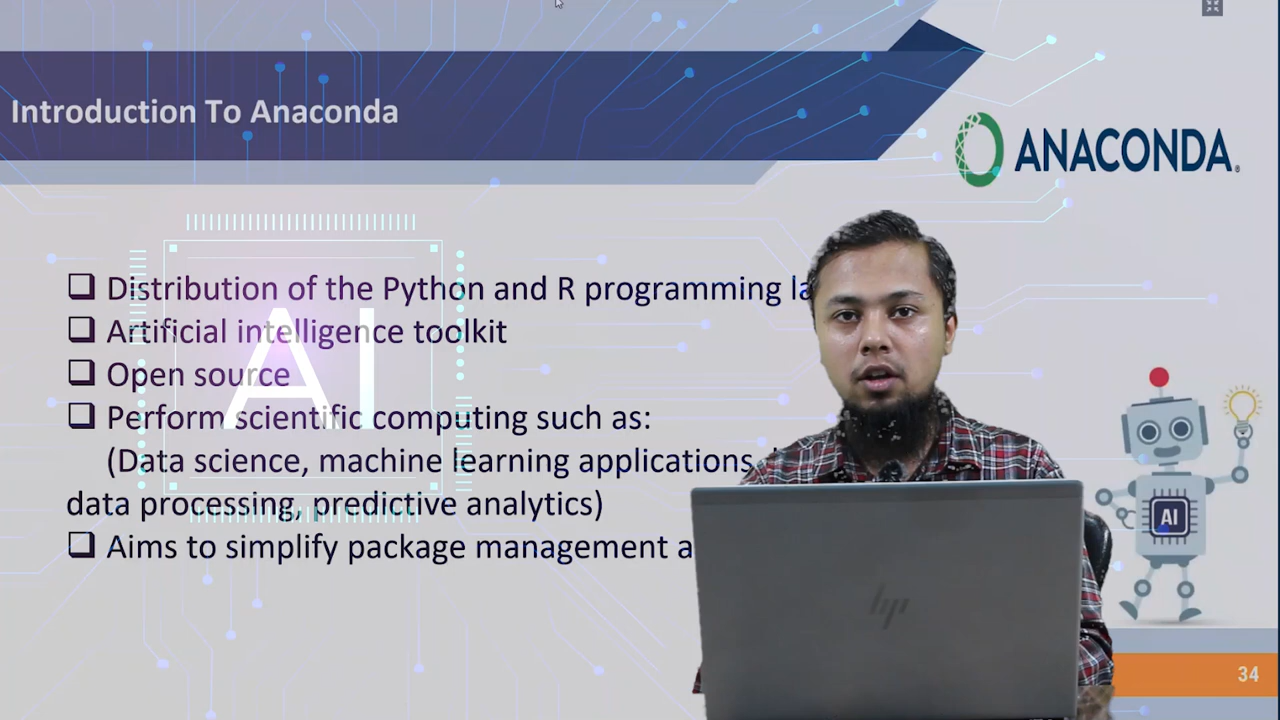 Introduction To Anaconda
ANACONDA
Distribution of the Python and R programming
Artificial intelligence toolkit
Open source
Perform scientific computing such as:
(Data science, machine learning applications,
data processing, predictive analytics)
Aims to simplify package management
AI
hp
AI
34